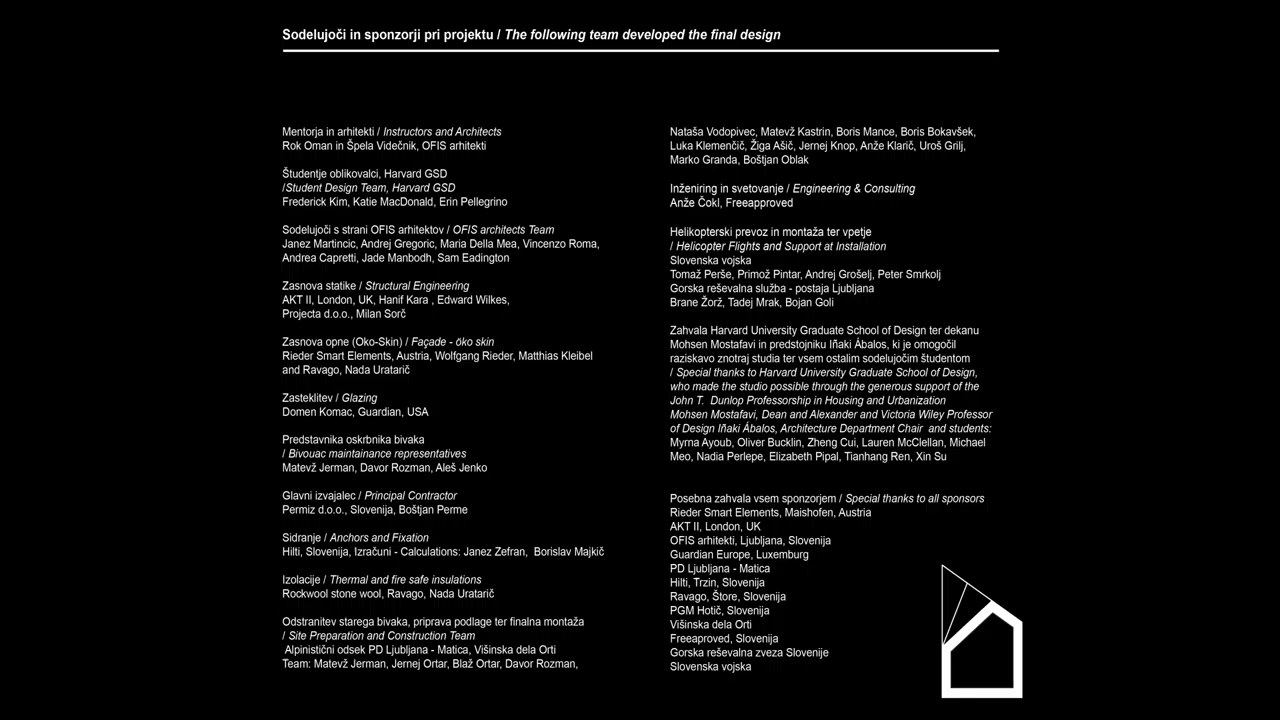 Sodelujoči in sponzorji pri projektu / The following team developed the final design
Mentorja in arhitekti / Instructors and Architects
Rok Oman in Špela Videčnik, OFIS arhitekti
Študentje oblikovalci, Harvard GSD
/Student Design Team, Harvard GSD
Frederick Kim, Katie MacDonald, Erin Pellegrino
Sodelujoči s strani OFIS arhitektov / OFIS architects Team
Janez Martincic, Andrej Gregoric, Maria Della Mea, Vincenzo Roma,
Andrea Capretti, Jade Manbodh, Sam Eadington
Zasnova statike / Structural Engineering
AKT II, London, UK, Hanif Kara , Edward Wilkes,
Projecta d.o.o., Milan Sorč
Zasnova opne (Oko-Skin) / Façade - öko skin
Rieder Smart Elements, Austria, Wolfgang Rieder, Matthias Kleibel
and Ravago, Nada Uratarič
Zasteklitev / Glazing
Domen Komac, Guardian, USA
Predstavnika oskrbnika bivaka
/ Bivouac maintainance representatives
Matevž Jerman, Davor Rozman, Aleš Jenko
Glavni izvajalec / Principal Contractor
Permiz d.o.o., Slovenija, Boštjan Perme
Sidranje / Anchors and Fixation
Hilti, Slovenija, Izračuni - Calculations: Janez Zefran,  Borislav Majkič
Izolacije / Thermal and fire safe insulations
Rockwool stone wool, Ravago, Nada Uratarič
Odstranitev starega bivaka, priprava podlage ter finalna montaža
/ Site Preparation and Construction Team
Alpinistični odsek PD Ljubljana - Matica, Višinska dela Orti
Team: Matevž Jerman, Jernej Ortar, Blaž Ortar, Davor Rozman,
Nataša Vodopivec, Matevž Kastrin, Boris Mance, Boris Bokavšek,
Luka Klemenčič, Žiga Ašič, Jernej Knop, Anže Klarič, Uroš Grilj,
Marko Granda, Boštjan Oblak
Inženiring in svetovanje / Engineering & Consulting
Anže Čokl, Freeapproved
Helikopterski prevoz in montaža ter vpetje
/ Helicopter Flights and Support at Installation
Slovenska vojska
Tomaž Perše, Primož Pintar, Andrej Grošelj, Peter Smrkolj
Gorska reševalna služba - postaja Ljubljana
Brane Žorž, Tadej Mrak, Bojan Goli
Zahvala Harvard University Graduate School of Design ter dekanu
Mohsen Mostafavi in predstojniku Iñaki Ábalos, ki je omogočil
raziskavo znotraj studia ter vsem ostalim sodelujočim študentom
/ Special thanks to Harvard University Graduate School of Design,
who made the studio possible through the generous support of the
John T.  Dunlop Professorship in Housing and Urbanization
Mohsen Mostafavi, Dean and Alexander and Victoria Wiley Professor
of Design Iñaki Ábalos, Architecture Department Chair  and students:
Myrna Ayoub, Oliver Bucklin, Zheng Cui, Lauren McClellan, Michael
Meo, Nadia Perlepe, Elizabeth Pipal, Tianhang Ren, Xin Su
Posebna zahvala vsem sponzorjem / Special thanks to all sponsors
Rieder Smart Elements, Maishofen, Austria
AKT II, London, UK
OFIS arhitekti, Ljubljana, Slovenija
Guardian Europe, Luxemburg
PD Ljubljana - Matica
Hilti, Trzin, Slovenija
Ravago, Štore, Slovenija
PGM Hotič, Slovenija
Višinska dela Orti
Freeaproved, Slovenija
Gorska reševalna zveza Slovenije
Slovenska vojska